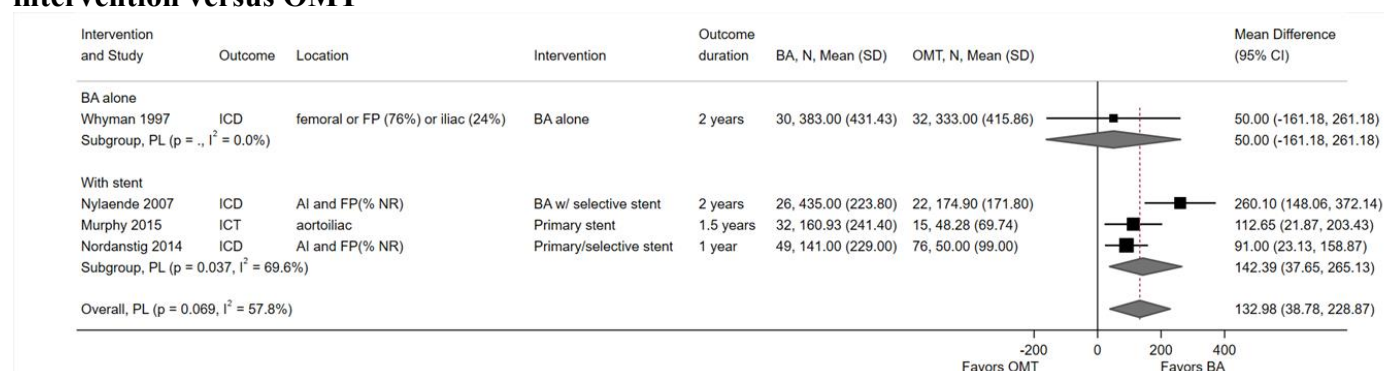 intervention versus OMT
Intervention Outcome Mean Difference
and Study Outcome Location Intervention duration BA, N, Mean (SD) OMT, N, Mean (SD) (95% CI)
BA alone
Whyman 1997 ICD femoral or FP (76%) or iliac (24%) BA alone 2 years 30, 383.00 (431.43) 32, 333.00 (415.86) 50.00 (-161.18, 261.18)
Subgroup, PL (p = ., I² = 0.0%) 50.00 (-161.18, 261.18)
With stent
Nylaende 2007 ICD AI and FP(% NR) BA w/ selective stent 2 years 26, 435.00 (223.80) 22, 174.90 (171.80) 260.10 (148.06, 372.14)
Murphy 2015 ICT aortoiliac Primary stent 1.5 years 32, 160.93 (241.40) 15, 48.28 (69.74) 112.65 (21.87, 203.43)
Nordanstig 2014 ICD AI and FP(% NR) Primary/selective stent 1 year 49, 141.00 (229.00) 76, 50.00 (99.00) 91.00 (23.13, 158.87)
Subgroup, PL (p = 0.037, I² = 69.6%) 142.39 (37.65, 265.13)
Overall, PL (p = 0.069, I² = 57.8%) 132.98 (38.78, 228.87)
-200 0 200 400
Favors OMT Favors BA